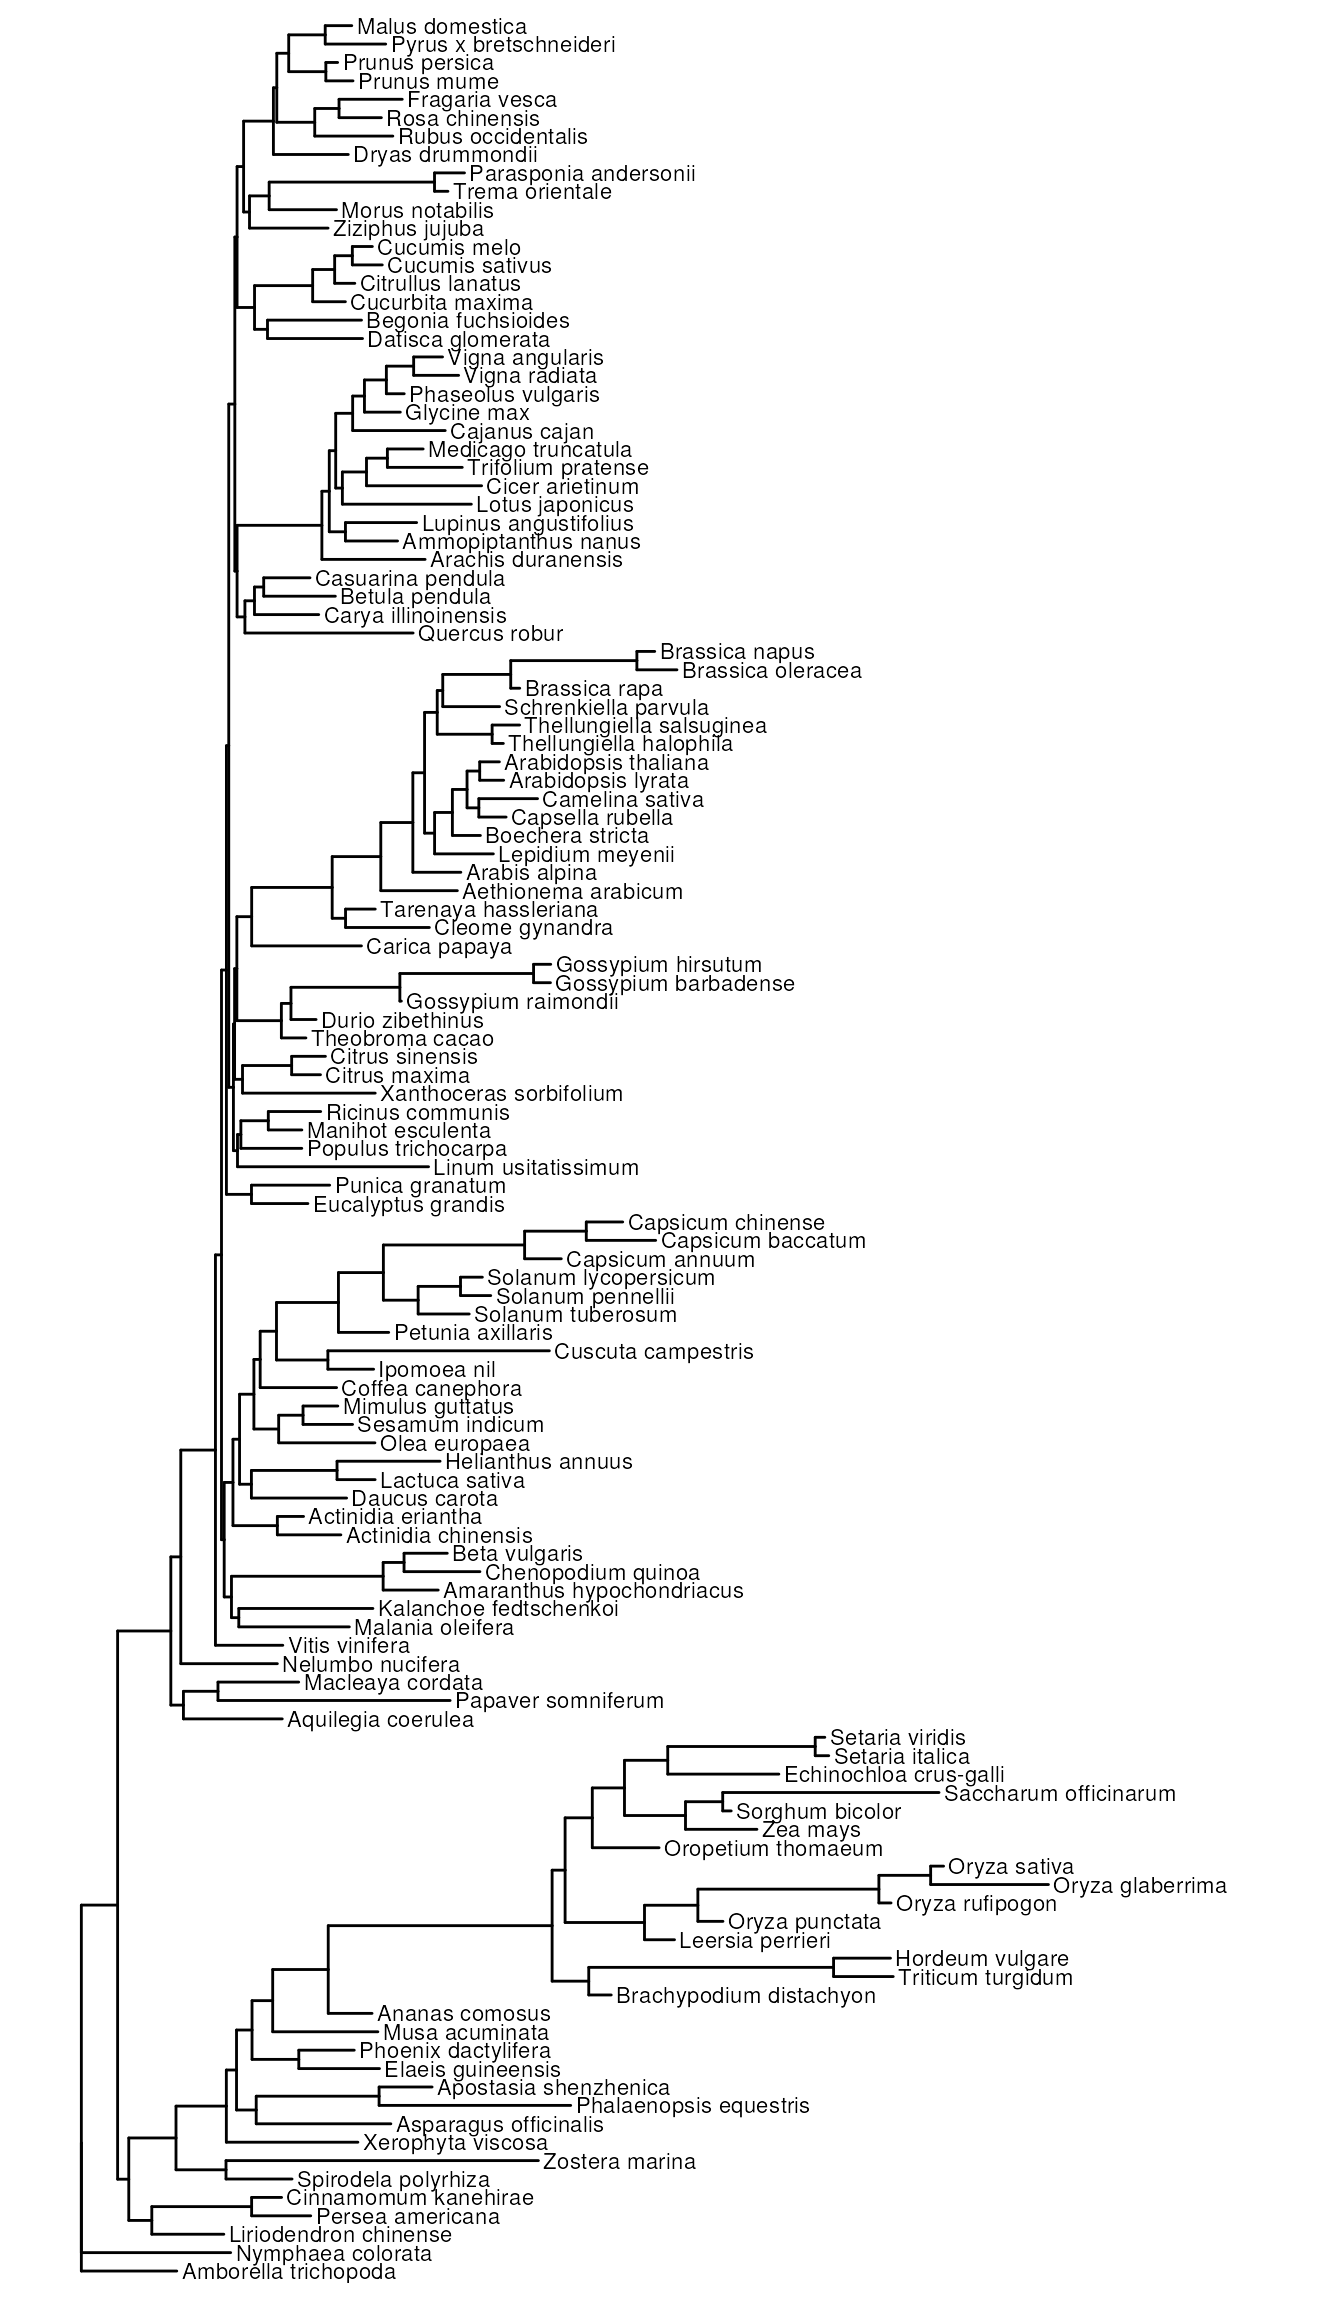 Malus domestica
Pyrus x bretschneideri
Prunus persica
Prunus mume
Fragaria vesca
Rosa chinensis
Rubus occidentalis
Dryas drummondii
Parasponia andersonii
Trema orientale
Morus notabilis
Ziziphus jujuba
Cucumis melo
Cucumis sativus
Citrullus lanatus
Cucurbita maxima
Begonia fuchsioides
Datisca glomerata
Vigna angularis
Vigna radiata
Phaseolus vulgaris
Glycine max
Cajanus cajan
Medicago truncatula
Trifolium pratense
Cicer arietinum
Lotus japonicus
Lupinus angustifolius
Ammopiptanthus nanus
Arachis duranensis
Casuarina pendula
Betula pendula
Carya illinoinensis
Quercus robur
Brassica napus
Brassica oleracea
Brassica rapa
Schrenkiella parvula
Thellungiella salsuginea
Thellungiella halophila
Arabidopsis thaliana
Arabidopsis lyrata
Camelina sativa
Capsella rubella
Boechera stricta
Lepidium meyenii
Arabis alpina
Aethionema arabicum
Tarenaya hassleriana
Cleome gynandra
Carica papaya
Gossypium hirsutum
Gossypium barbadense
Gossypium raimondii
Durio zibethinus
Theobroma cacao
Citrus sinensis
Citrus maxima
Xanthoceras sorbifolium
Ricinus communis
Manihot esculenta
Populus trichocarpa
Linum usitatissimum
Punica granatum
Eucalyptus grandis
Capsicum chinense
Capsicum baccatum
Capsicum annuum
Solanum lycopersicum
Solanum pennellii
Solanum tuberosum
Petunia axillaris
Cuscuta campestris
Ipomoea nil
Coffea canephora
Mimulus guttatus
Sesamum indicum
Olea europaea
Helianthus annuus
Lactuca sativa
Daucus carota
Actinidia eriantha
Actinidia chinensis
Beta vulgaris
Chenopodium quinoa
Amaranthus hypochondriacus
Kalanchoe fedtschenkoi
Malania oleifera
Vitis vinifera
Nelumbo nucifera
Macleaya cordata
Papaver somniferum
Aquilegia coerulea
Setaria viridis
Setaria italica
Echinochloa crus-galli
Saccharum officinarum
Sorghum bicolor
Zea mays
Oropetium thomaeum
Oryza sativa
Oryza glaberrima
Oryza rufipogon
Oryza punctata
Leersia perrieri
Hordeum vulgare
Triticum turgidum
Brachypodium distachyon
Ananas comosus
Musa acuminata
Phoenix dactylifera
Elaeis guineensis
Apostasia shenzhenica
Phalaenopsis equestris
Asparagus officinalis
Xerophyta viscosa
Zostera marina
Spirodela polyrhiza
Cinnamomum kanehirae
Persea americana
Liriodendron chinense
Nymphaea colorata
Amborella trichopoda